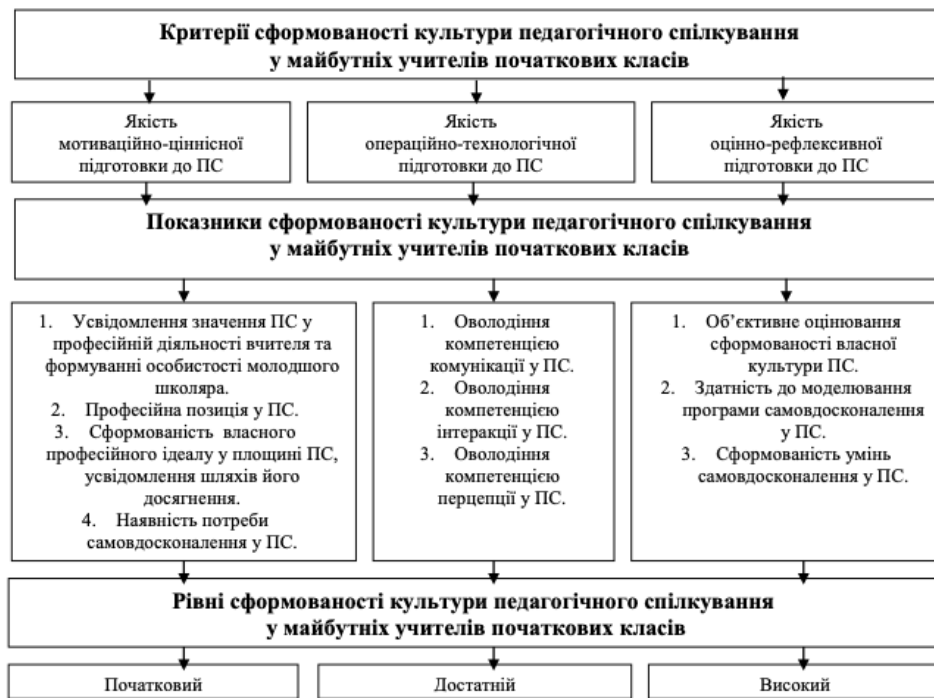 Критерії сформованості культури педагогічного спілкування
у майбутніх учителів початкових класів
Якість
мотиваційно-ціннісної
підготовки до ПС
Якість
операційно-технологічної
підготовки до ПС
Якість
оцінно-рефлексивної
підготовки до ПС
Показники сформованості культури педагогічного спілкування
у майбутніх учителів початкових класів
1. Усвідомлення значення ПС у
професійній діяльності вчителя та
формуванні особистості молодшого
школяра.
2. Професійна позиція у ПС.
3. Сформованість власного
професійного ідеалу у площині ПС,
усвідомлення шляхів його
досягнення.
4. Наявність потреби
самовдосконалення у ПС.
1. Оволодіння
компетенцією
комунікації у ПС.
2. Оволодіння
компетенцією
інтеракції у ПС.
3. Оволодіння
компетенцією
перцепції у ПС.
1. Об’єктивне оцінювання
сформованості власної
культури ПС.
2. Здатність до моделювання
програми самовдосконалення
у ПС.
3. Сформованість умінь
самовдосконалення у ПС.
Рівні сформованості культури педагогічного спілкування
у майбутніх учителів початкових класів
Початковий
Достатній
Високий